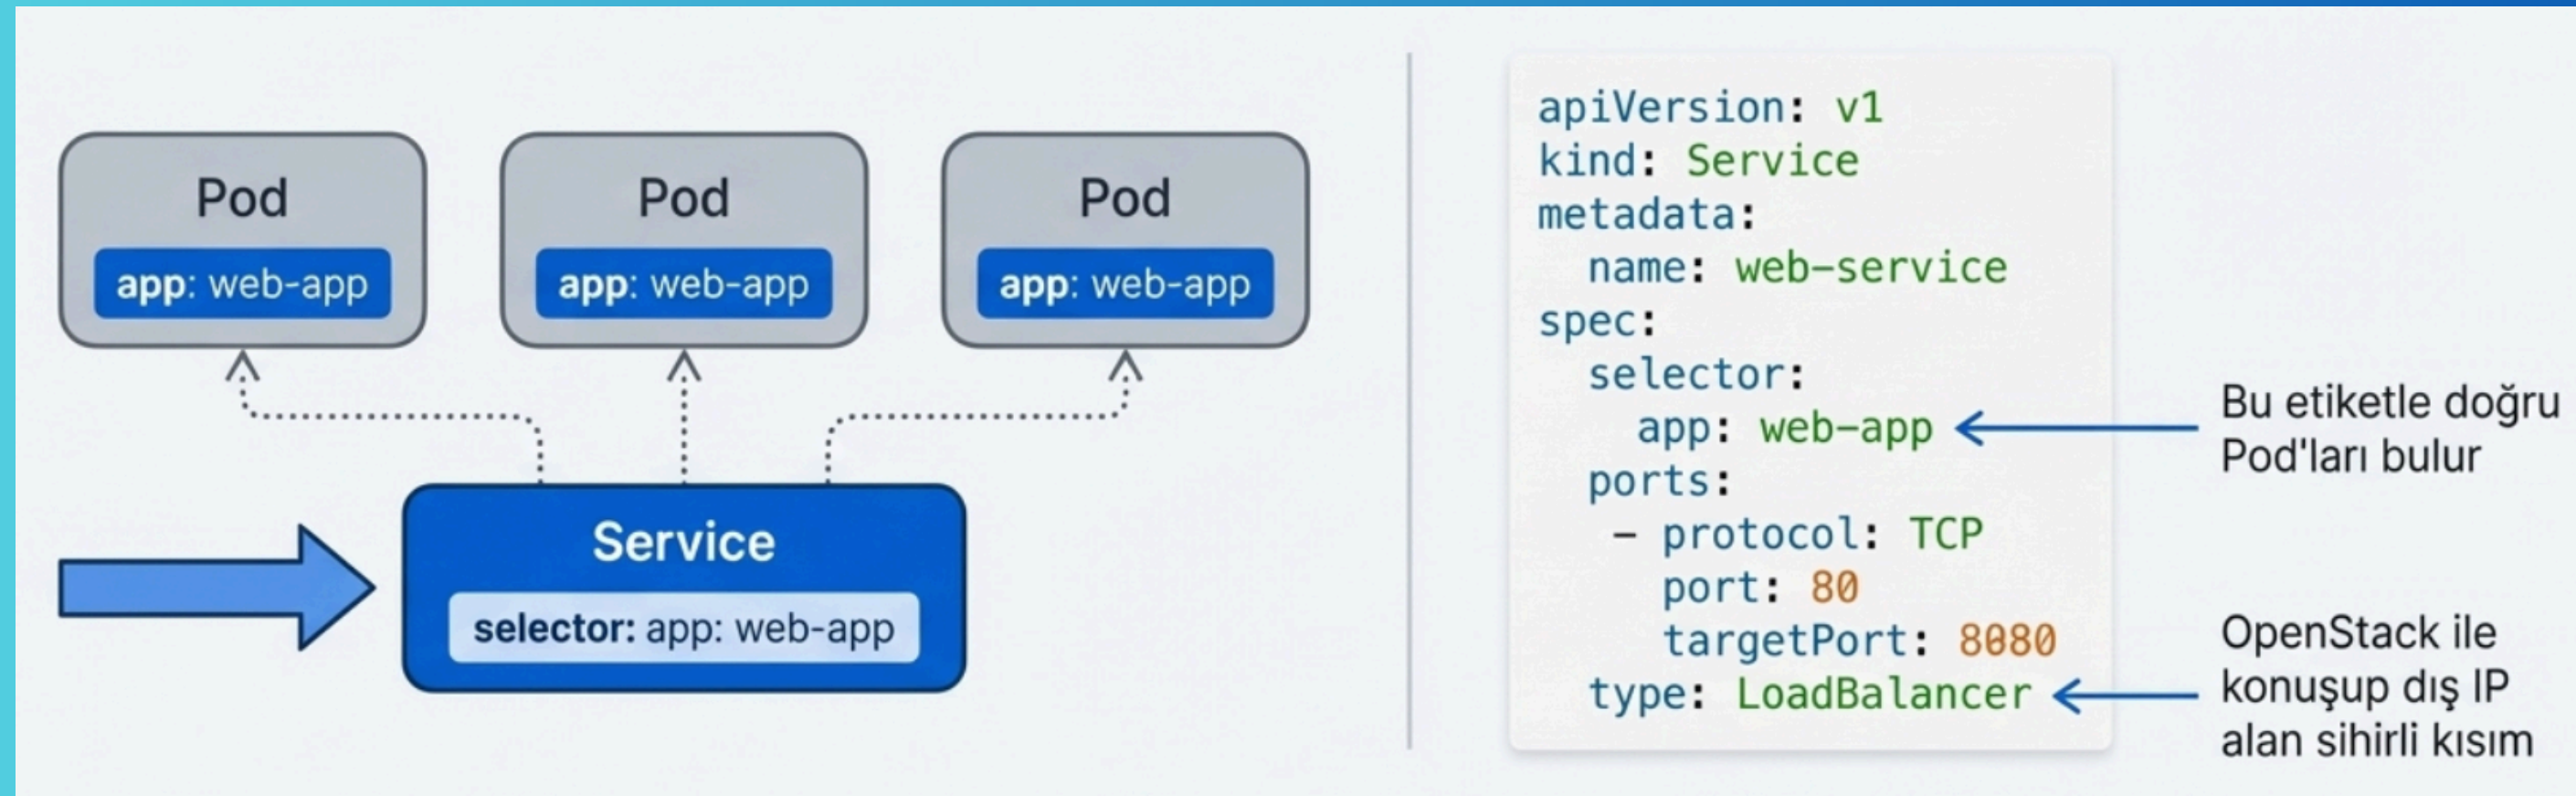 Pod
app: web-app
Pod
app: web-app
Pod
app: web-app
Service
selector: app: web-app
apiVersion: v1
kind: Service
metadata:
  name: web-service
spec:
  selector:
    app: web-app
  ports:
   - protocol: TCP
     port: 80
     targetPort: 8080
  type: LoadBalancer
Bu etiketle doğru
Pod'ları bulur
OpenStack ile
konuşup dış IP
alan sihirli kısım